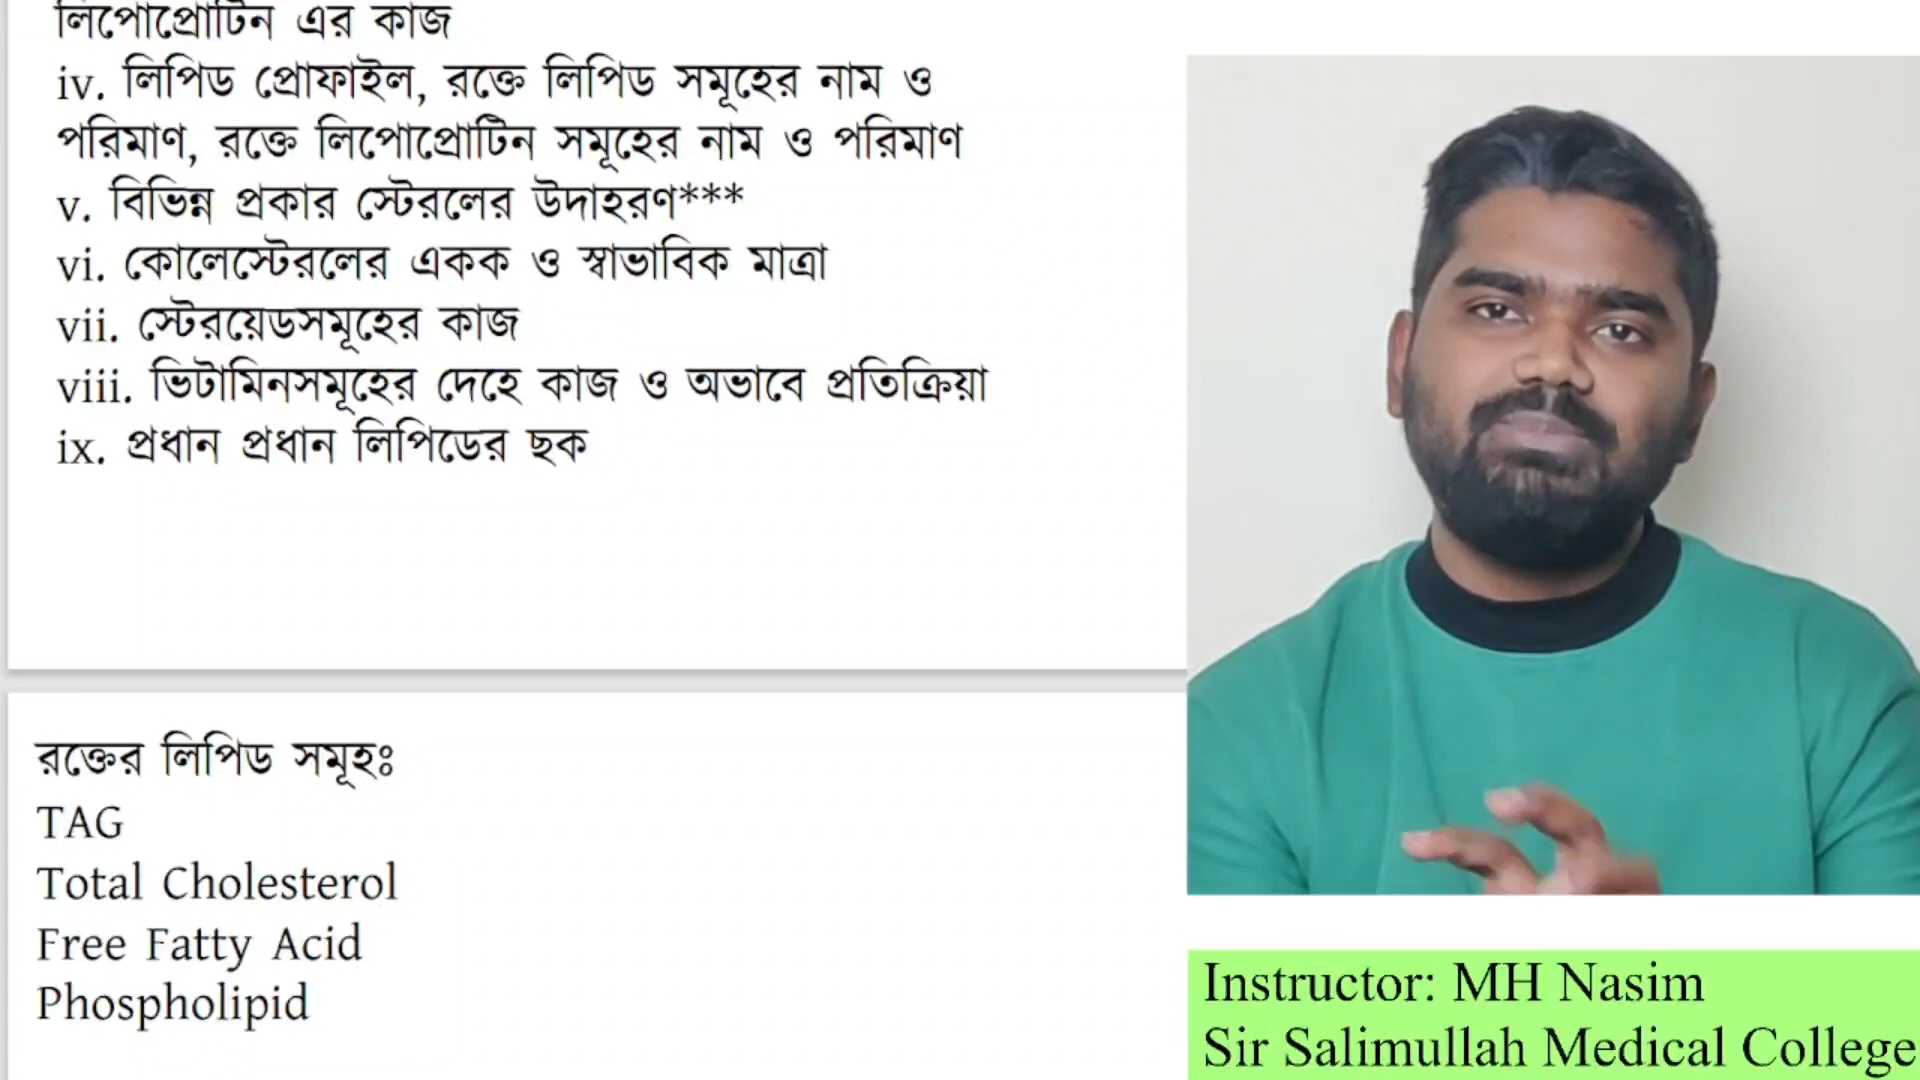 লিপোপ্রোটিন এর কাজ
iv. লিপিড প্রোফাইল, রক্তে লিপিড সমূহের নাম ও
পরিমাণ, রক্তে লিপোপ্রোটিন সমূহের নাম ও পরিমাণ
v. বিভিন্ন প্রকার স্টেরলের উদাহরণ***
vi. কোলেস্টেরলের একক ও স্বাভাবিক মাত্রা
vii. স্টেরয়েডসমূহের কাজ
viii. ভিটামিনসমূহের দেহে কাজ ও অভাবে প্রতিক্রিয়া
ix. প্রধান প্রধান লিপিডের ছক
রক্তের লিপিড সমূহঃ
TAG
Total Cholesterol
Free Fatty Acid
Phospholipid
Instructor: MH Nasim
Sir Salimullah Medical College